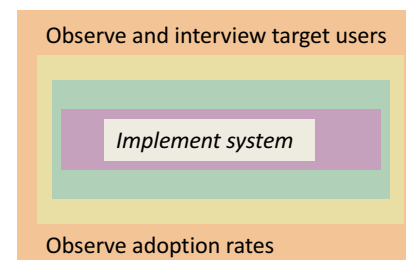 Observe and interview target users
Implement system
Observe adoption rates